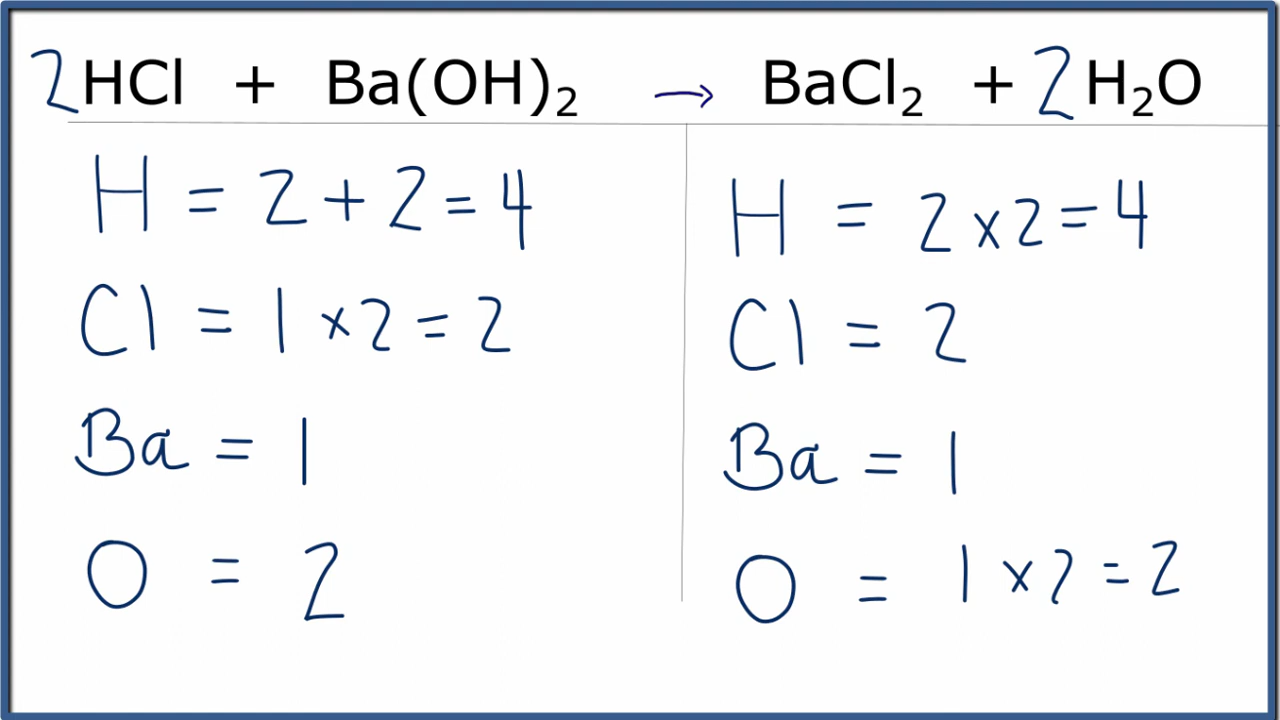 2HCl + Ba(OH)₂ → BaCl₂ + 2H₂O
H = 2 + 2 = 4
Cl = 1 × 2 = 2
Ba = 1
O = 2
H = 2 × 2 = 4
Cl = 2
Ba = 1
O = 1 × 2 = 2